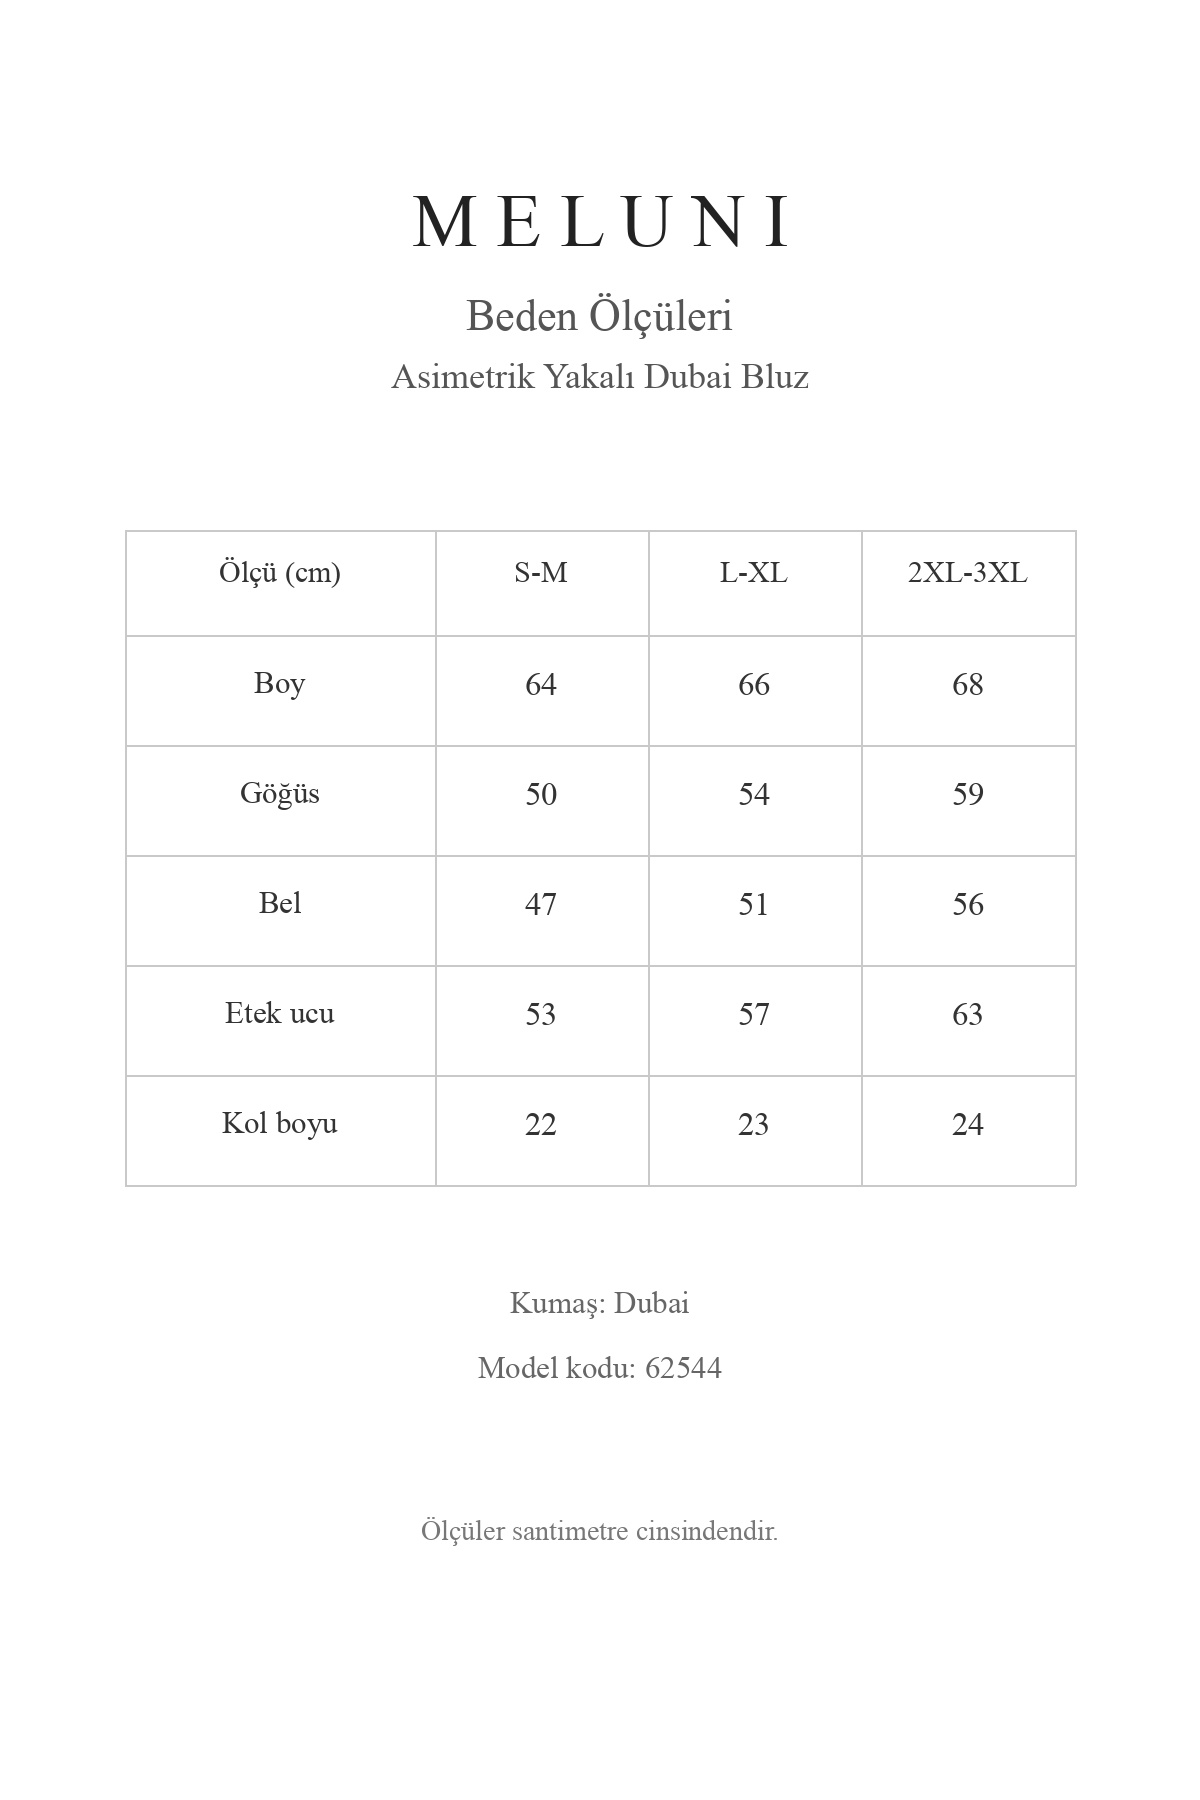 MELUNI
Beden Ölçüleri
Asimetrik Yakalı Dubai Bluz
Ölçü (cm) S-M L-XL 2XL-3XL
Boy 64 66 68
Göğüs 50 54 59
Bel 47 51 56
Etek ucu 53 57 63
Kol boyu 22 23 24
Kumaş: Dubai
Model kodu: 62544
Ölçüler santimetre cinsindendir.